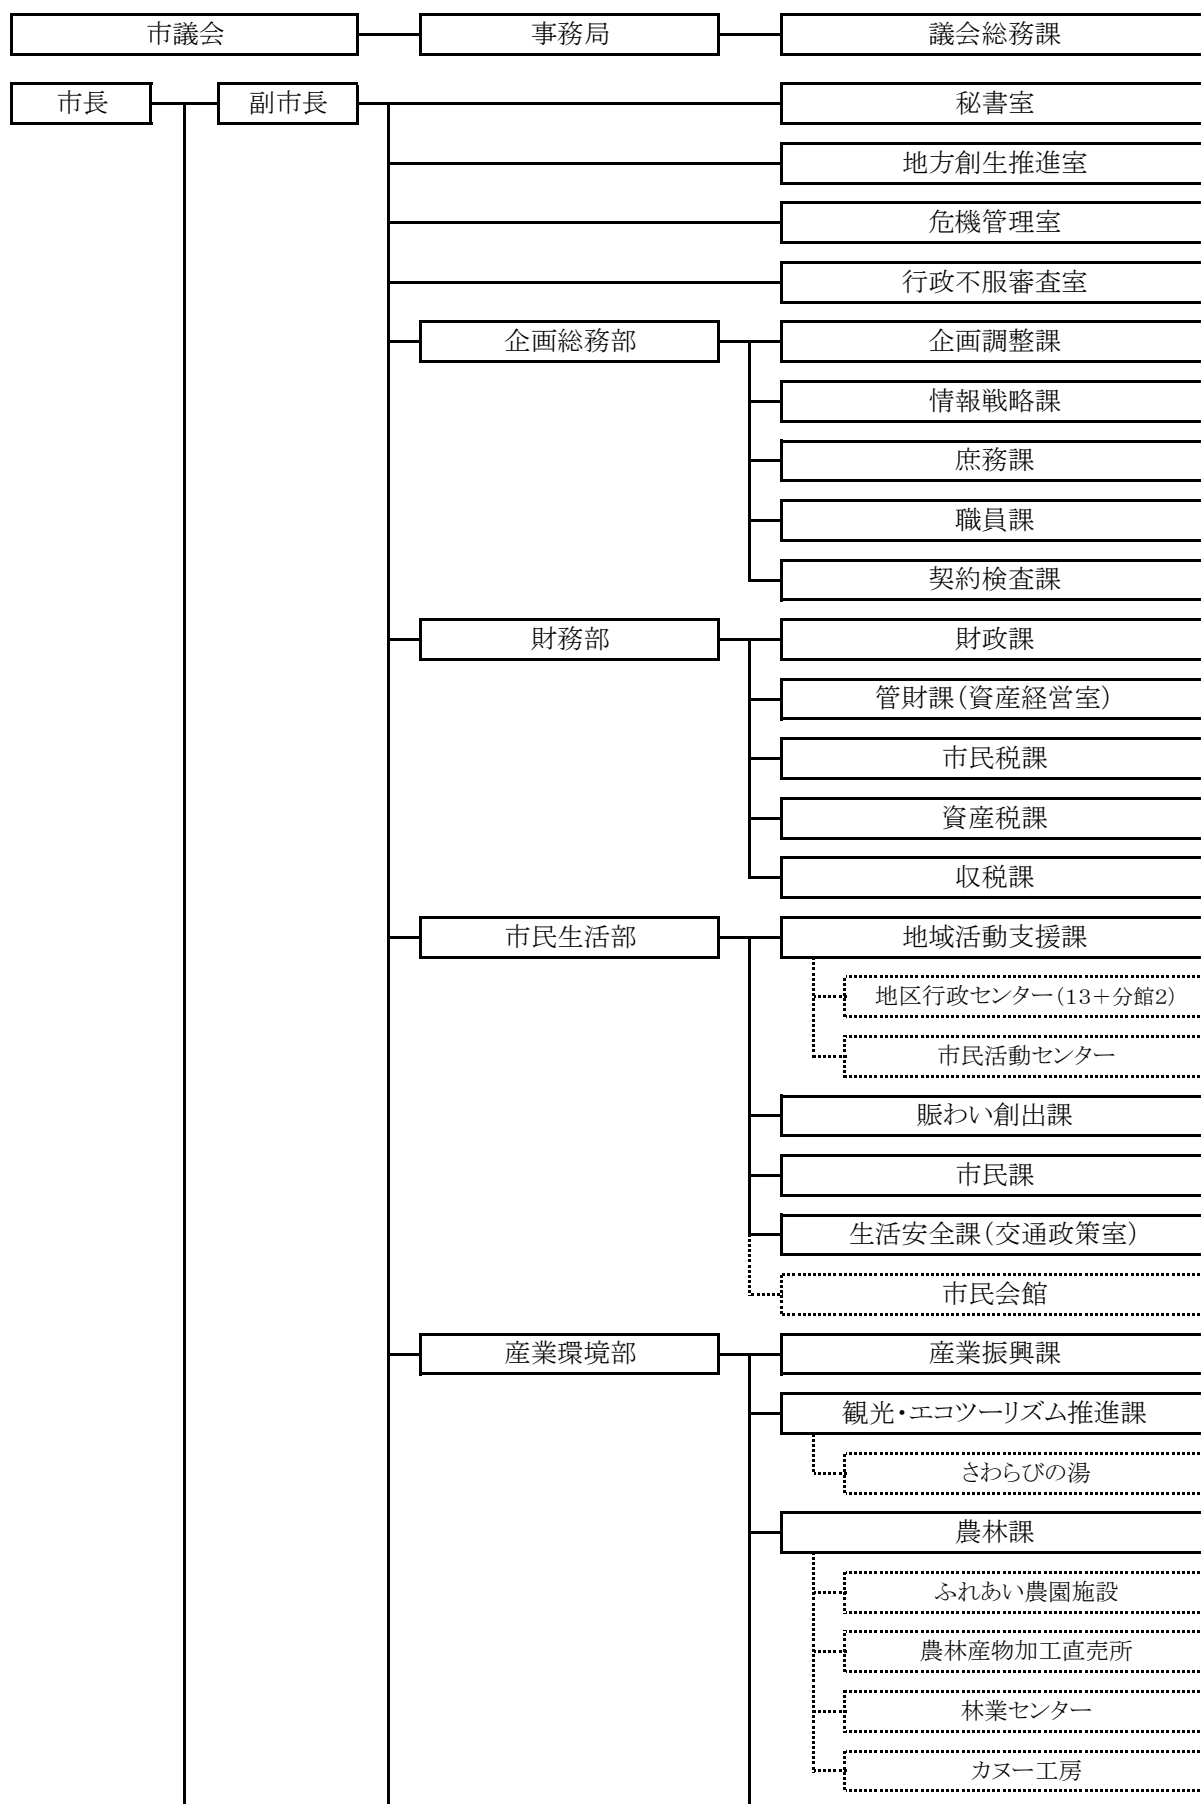 市議会
事務局
議会総務課
市長
副市長
秘書室
地方創生推進室
危機管理室
行政不服審査室
企画総務部
企画調整課
情報戦略課
庶務課
職員課
契約検査課
財務部
財政課
管財課(資産経営室)
市民税課
資産税課
収税課
市民生活部
地域活動支援課
地区行政センター(13+分館2)
市民活動センター
賑わい創出課
市民課
生活安全課(交通政策室)
市民会館
産業環境部
産業振興課
観光・エコツーリズム推進課
さわらびの湯
農林課
ふれあい農園施設
農林産物加工直売所
林業センター
カヌー工房